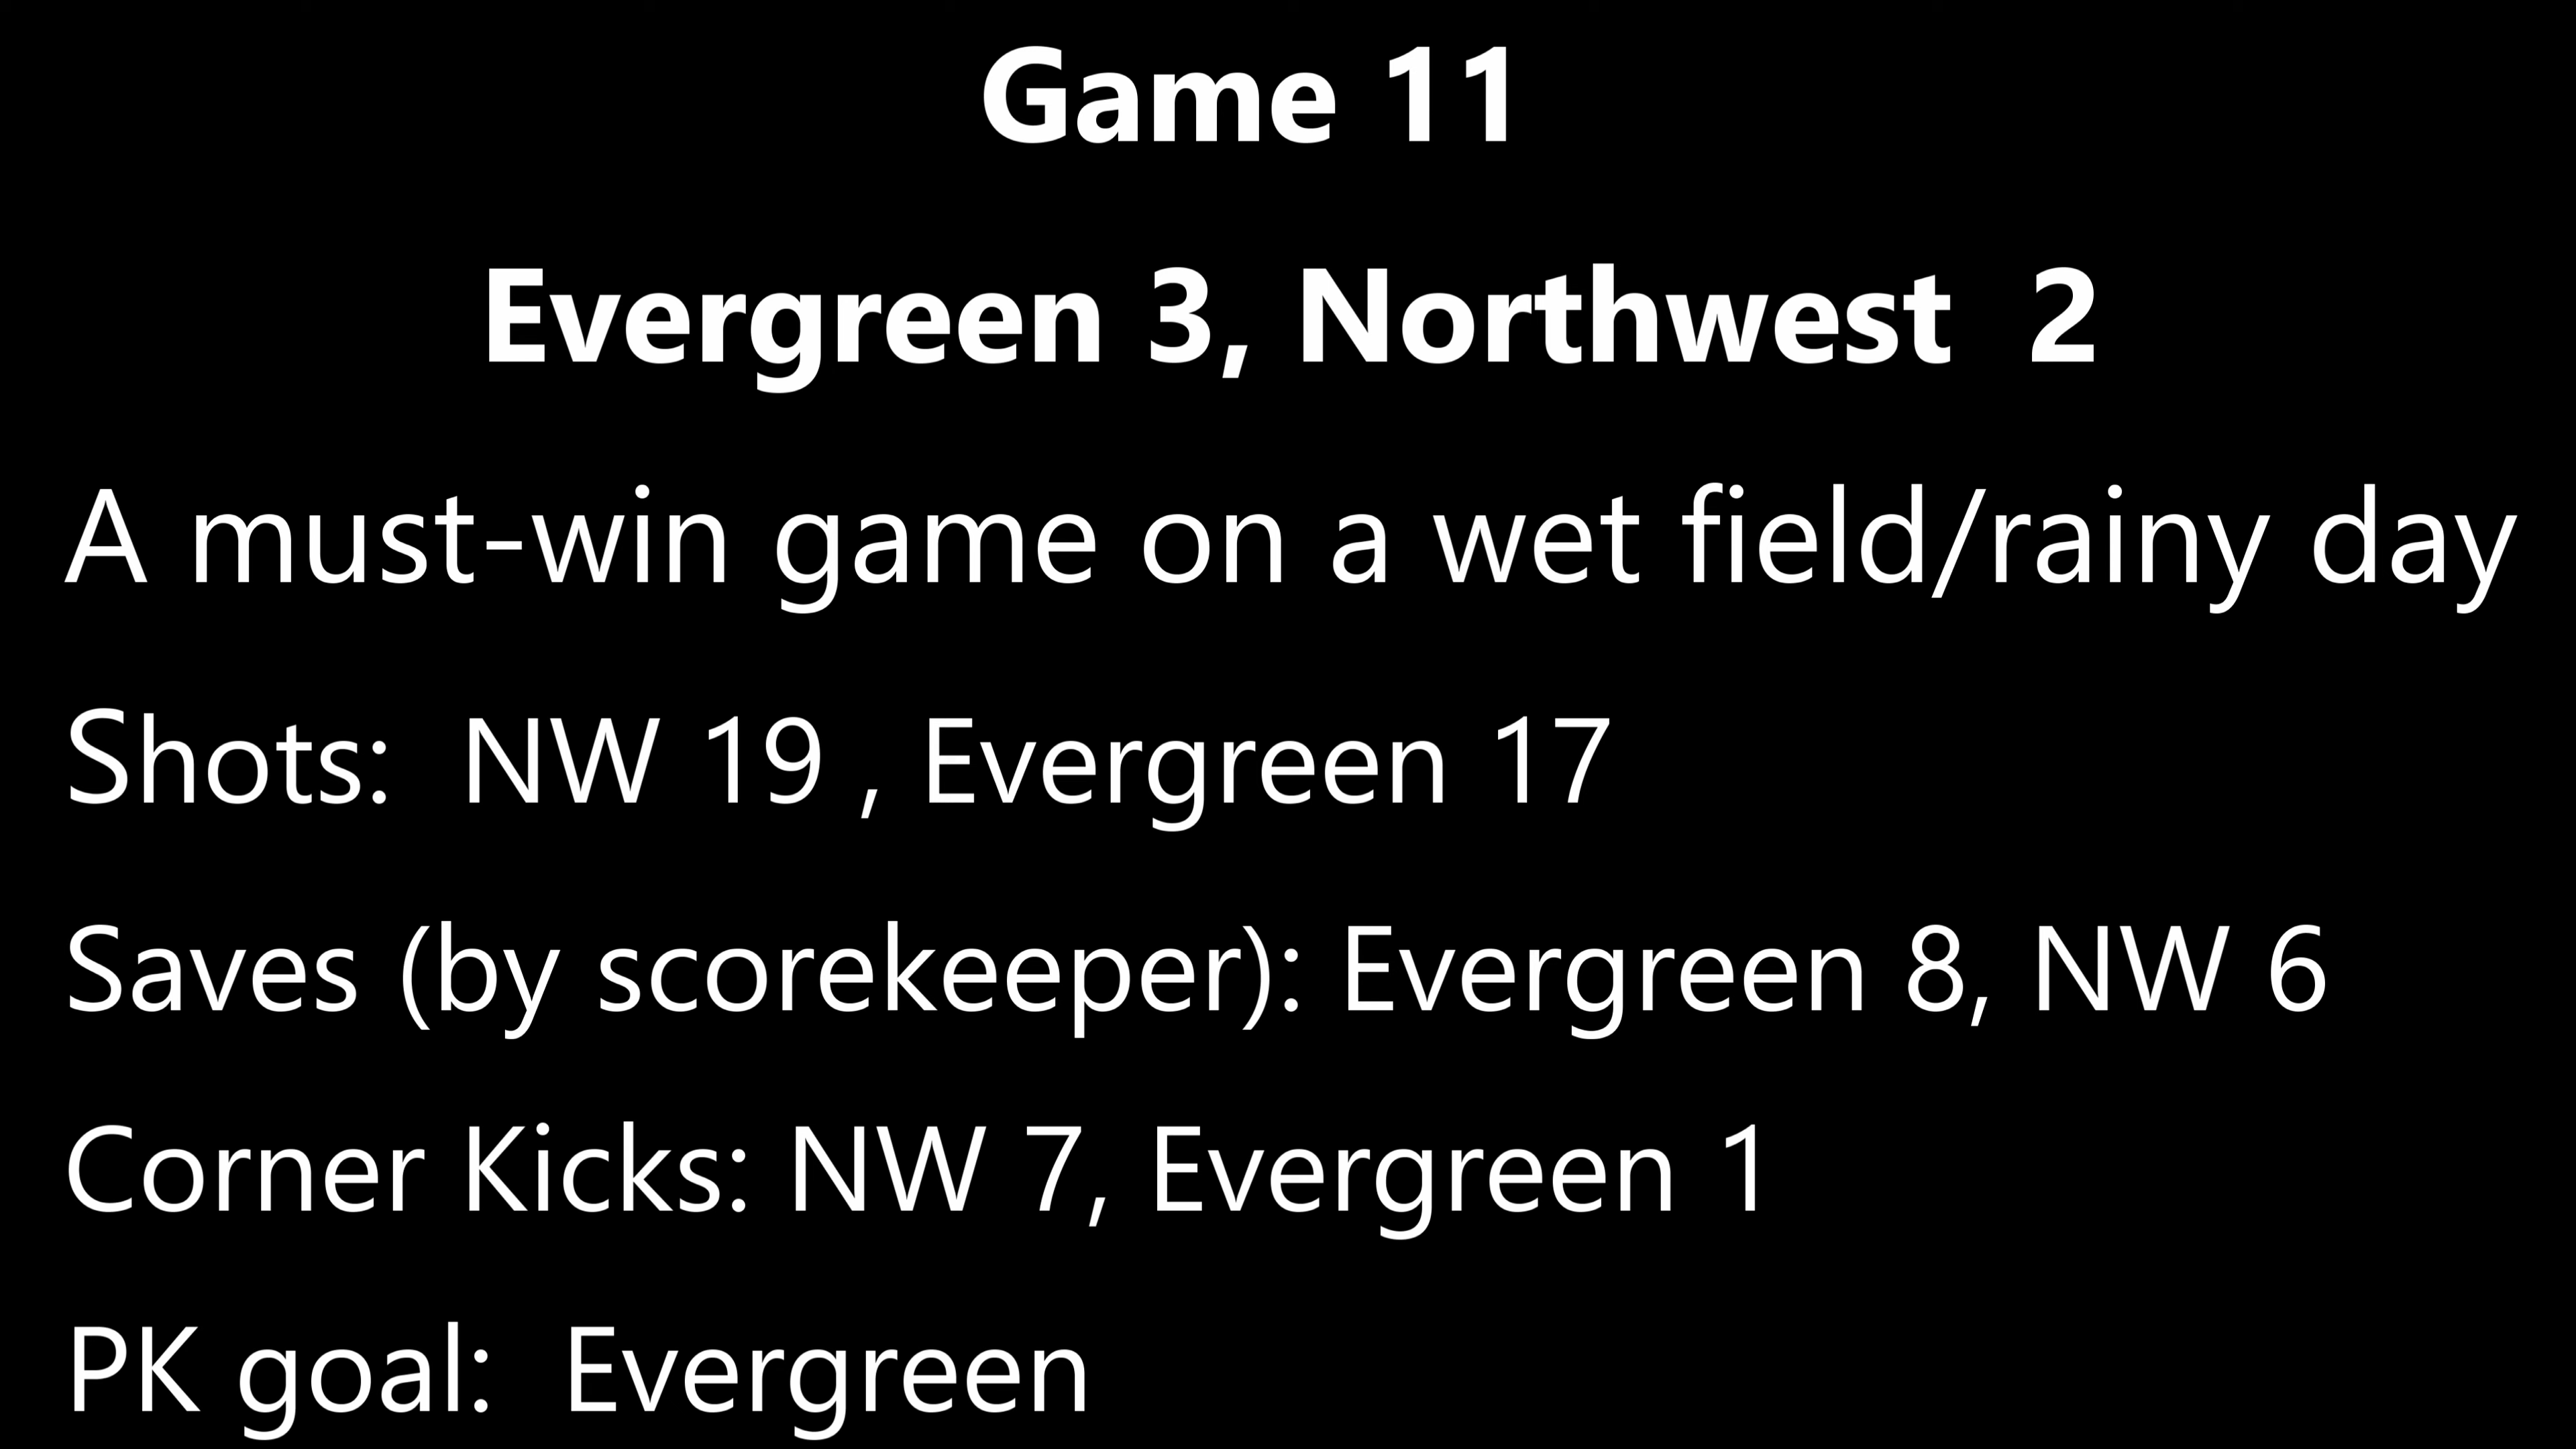 Game 11
Evergreen 3, Northwest  2
A must-win game on a wet field/rainy day
Shots:  NW 19 , Evergreen 17
Saves (by scorekeeper): Evergreen 8, NW 6
Corner Kicks: NW 7, Evergreen 1
PK goal:  Evergreen